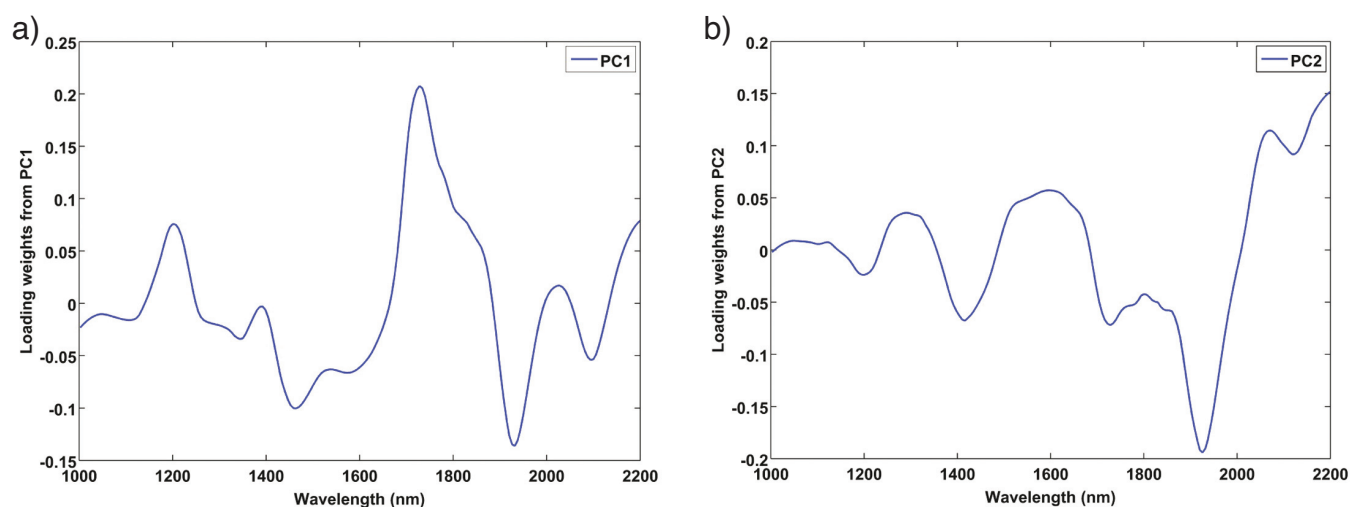 a)
0.25
0.2
0.15
0.1
0.05
0
-0.05
-0.1
-0.15
Loading weights from PC1
PC1
1000 1200 1400 1600 1800 2000 2200
Wavelength (nm)
b)
0.2
0.15
0.1
0.05
0
-0.05
-0.1
-0.15
-0.2
Loading weights from PC2
PC2
1000 1200 1400 1600 1800 2000 2200
Wavelength (nm)